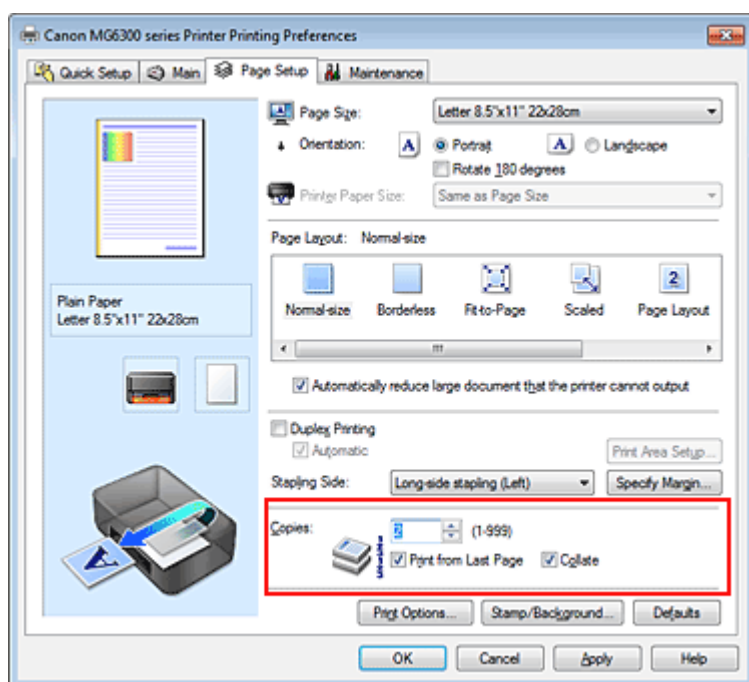 Canon MG6300 series Printer Printing Preferences
Quick Setup Main Page Setup Maintenance
Page Size: Letter 8.5"x11" 22x28cm
Orientation: A Portrait A Landscape
Rotate 180 degrees
Printer Paper Size: Same as Page Size
Page Layout: Normal-size
2
Normal-size Borderless Fit-to-Page Scaled Page Layout
Plain Paper
Letter 8.5"x11" 22x28cm
Automatically reduce large document that the printer cannot output
Duplex Printing
Automatic
Print Area Setup...
Stapling Side: Long-side stapling (Left) Specify Margin...
Copies: 2 (1-999)
Print from Last Page Collate
A
Print Options... Stamp/Background... Defaults
OK Cancel Apply Help